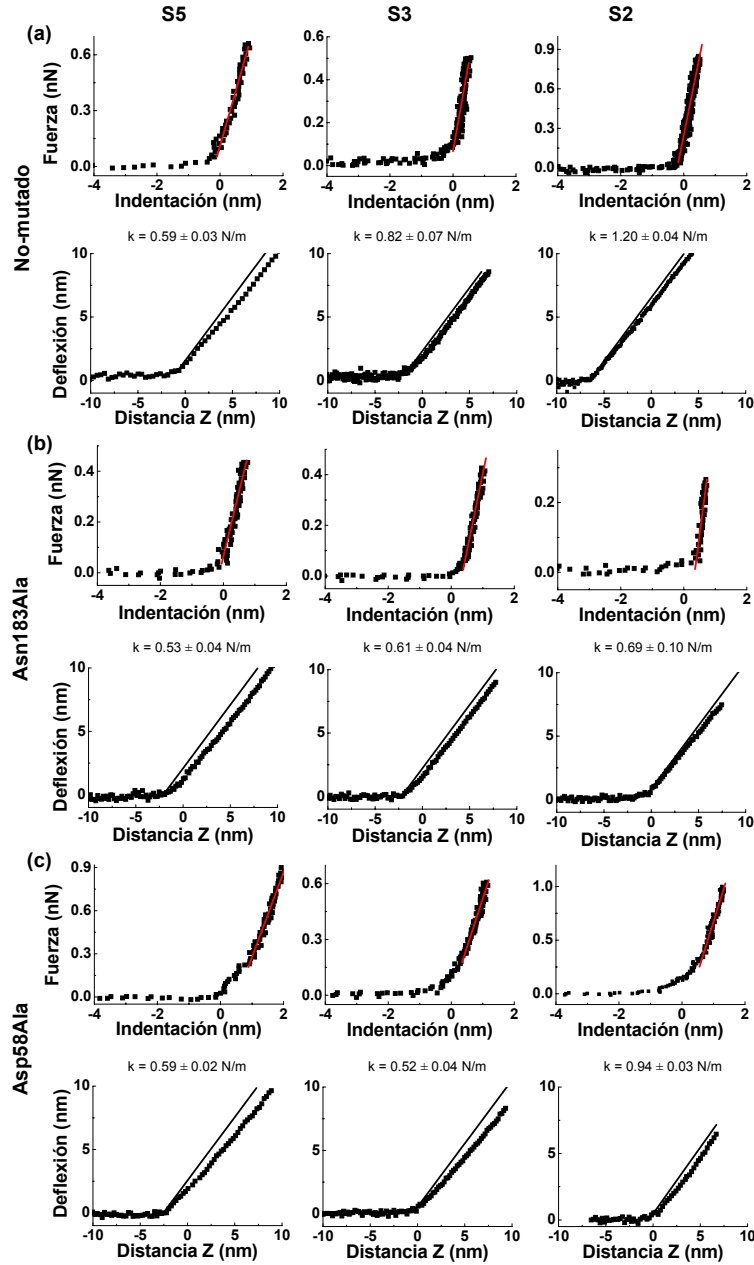 S5 S3 S2
(a)
No-mutado
Fuerza (nN)
0.6
0.4
0.2
0.0
-4 -2 0 2
Indentación (nm)
0.6
0.4
0.2
0.0
-4 -2 0 2
Indentación (nm)
0.9
0.6
0.3
0.0
-4 -2 0 2
Indentación (nm)
k = 0.59 ± 0.03 N/m
Deflexión (nm)
10
5
0
-10 -5 0 5 10
Distancia Z (nm)
k = 0.82 ± 0.07 N/m
10
5
0
-10 -5 0 5 10
Distancia Z (nm)
k = 1.20 ± 0.04 N/m
10
5
0
-10 -5 0 5 10
Distancia Z (nm)
(b)
Asn183Ala
Fuerza (nN)
0.4
0.2
0.0
-4 -2 0 2
Indentación (nm)
0.4
0.2
0.0
-4 -2 0 2
Indentación (nm)
0.2
0.0
-4 -2 0 2
Indentación (nm)
k = 0.53 ± 0.04 N/m
Deflexión (nm)
10
5
0
-10 -5 0 5 10
Distancia Z (nm)
k = 0.61 ± 0.04 N/m
10
5
0
-10 -5 0 5 10
Distancia Z (nm)
k = 0.69 ± 0.10 N/m
10
5
0
-10 -5 0 5 10
Distancia Z (nm)
(c)
Asp58Ala
Fuerza (nN)
0.9
0.6
0.3
0.0
-4 -2 0 2
Indentación (nm)
0.6
0.3
0.0
-4 -2 0 2
Indentación (nm)
1.0
0.5
0.0
-4 -2 0 2
Indentación (nm)
k = 0.59 ± 0.02 N/m
Deflexión (nm)
10
5
0
-10 -5 0 5 10
Distancia Z (nm)
k = 0.52 ± 0.04 N/m
10
5
0
-10 -5 0 5 10
Distancia Z (nm)
k = 0.94 ± 0.03 N/m
10
5
0
-10 -5 0 5 10
Distancia Z (nm)